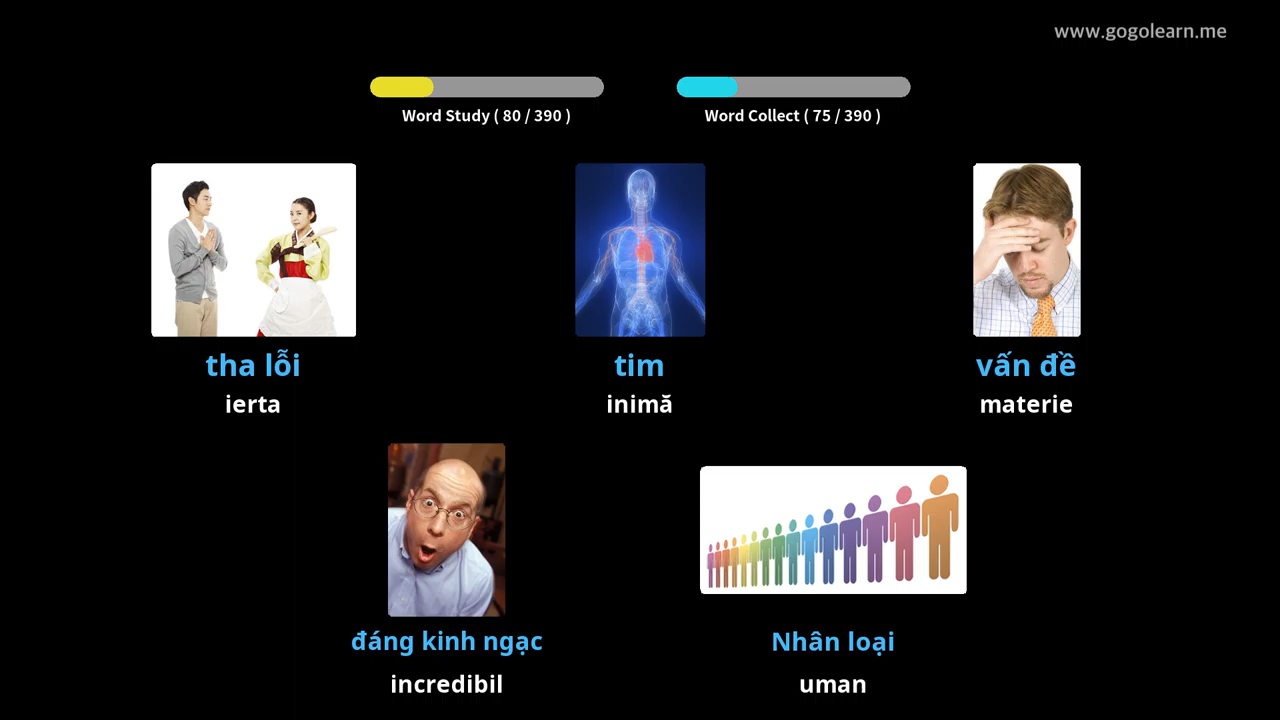 www.gogolearn.me
Word Study ( 80 / 390 )
Word Collect ( 75 / 390 )
tha lỗi
ierta
tim
inimă
vấn đề
materie
đáng kinh ngạc
incredibil
Nhân loại
uman